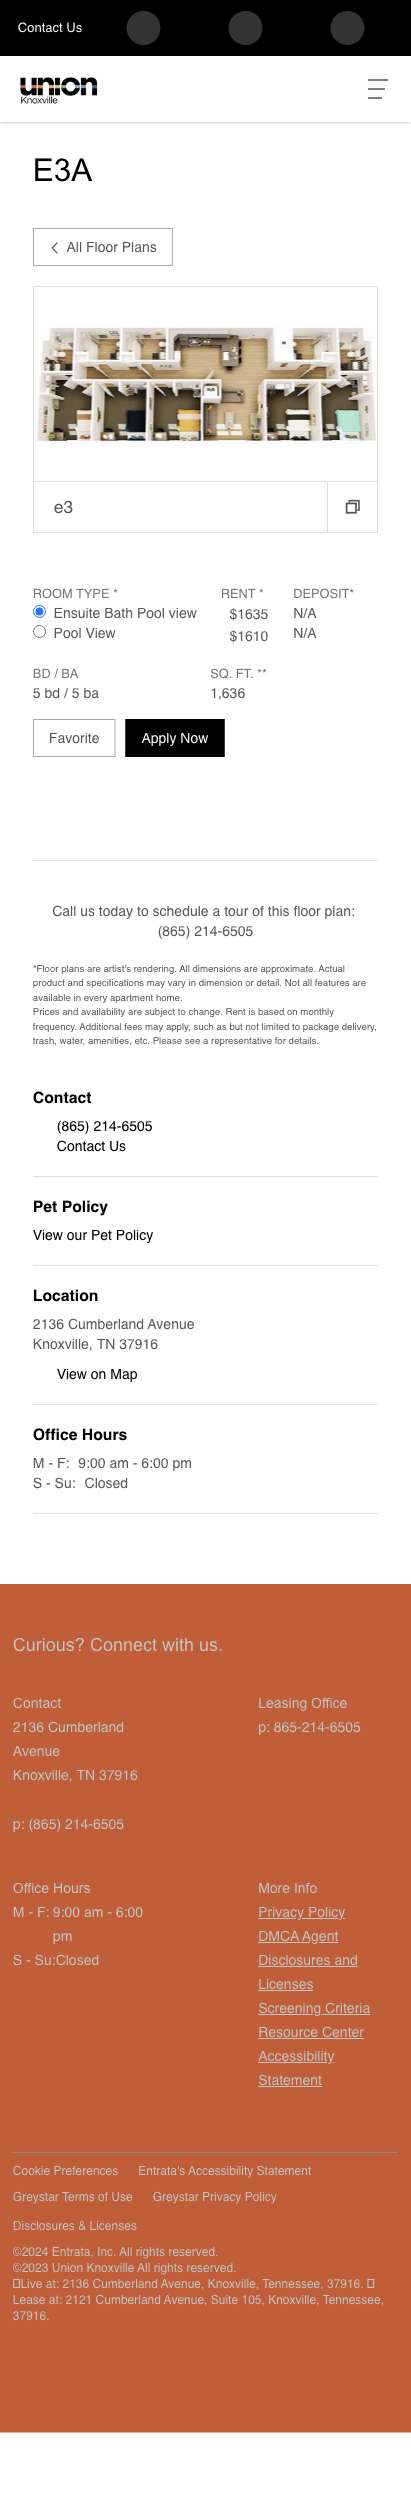 Contact Us
union
Knoxville
E3A
All Floor Plans
e3
ROOM TYPE * RENT * DEPOSIT*
Ensuite Bath Pool view $1635 N/A
Pool View $1610 N/A
BD / BA SQ. FT. **
5 bd / 5 ba 1,636
Favorite Apply Now
Call us today to schedule a tour of this floor plan:
(865) 214-6505
*Floor plans are artist's rendering. All dimensions are approximate. Actual
product and specifications may vary in dimension or detail. Not all features are
available in every apartment home.
Prices and availability are subject to change. Rent is based on monthly
frequency. Additional fees may apply, such as but not limited to package delivery,
trash, water, amenities, etc. Please see a representative for details.
Contact
(865) 214-6505
Contact Us
Pet Policy
View our Pet Policy
Location
2136 Cumberland Avenue
Knoxville, TN 37916
View on Map
Office Hours
M - F: 9:00 am - 6:00 pm
S - Su: Closed
Curious? Connect with us.
Contact
2136 Cumberland
Avenue
Knoxville, TN 37916
p: (865) 214-6505
Leasing Office
p: 865-214-6505
Office Hours
M - F: 9:00 am - 6:00
pm
S - Su:Closed
More Info
Privacy Policy
DMCA Agent
Disclosures and
Licenses
Screening Criteria
Resource Center
Accessibility
Statement
Cookie Preferences Entrata's Accessibility Statement
Greystar Terms of Use Greystar Privacy Policy
Disclosures & Licenses
©2024 Entrata, Inc. All rights reserved.
©2023 Union Knoxville All rights reserved.
Live at: 2136 Cumberland Avenue, Knoxville, Tennessee, 37916.
Lease at: 2121 Cumberland Avenue, Suite 105, Knoxville, Tennessee,
37916.